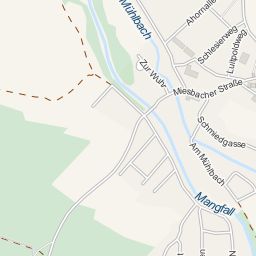 Mühlbach
Ahornalle
Schlesierweg
Luitpoldweg
Zur Wuhr
Miesbacher Straße
Schmiedgasse
Am Mühlbach
Mangfall